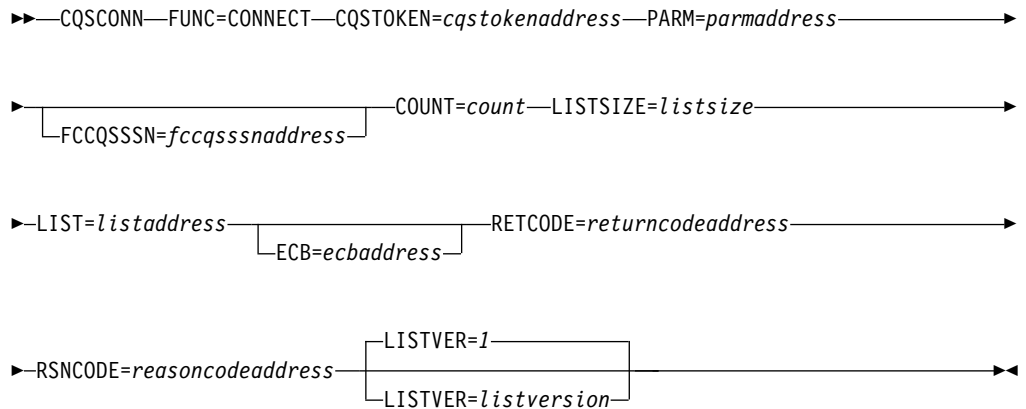 CQSCONN FUNC=CONNECT CQSTOKEN=cqstokenaddress PARM=parmaddress
COUNT=count LISTSIZE=listsize
FCCQSSSN=fccqsssnaddress
LIST=listaddress RETCODE=returncodeaddress
ECB=ecbaddress
LISTVER=1
RSNCODE=reasoncodeaddress
LISTVER=listversion